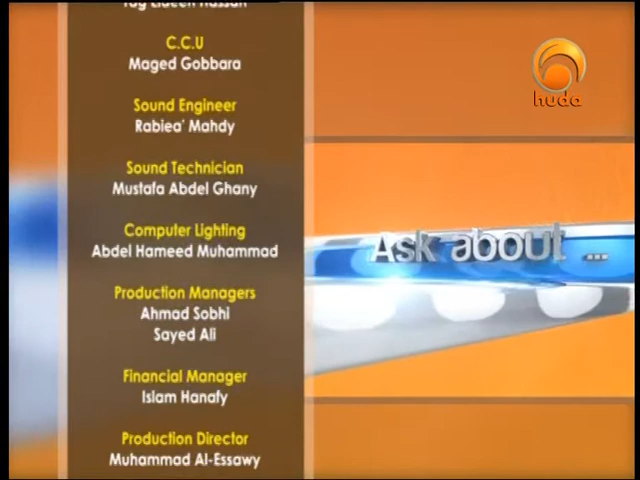 C.C.U
Maged Gobbara
Sound Engineer
Rabiea' Mahdy
Sound Technician
Mustafa Abdel Ghany
Computer Lighting
Abdel Hameed Muhammad
Production Managers
Ahmad Sobhi
Sayed Ali
Financial Manager
Islam Hanafy
Production Director
Muhammad Al-Essawy
huda
Ask about ...